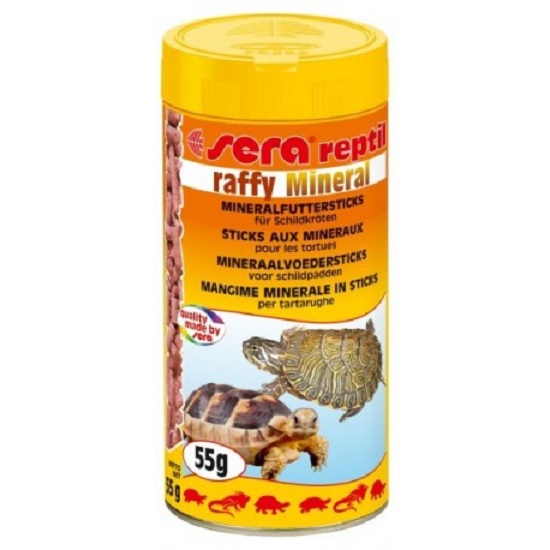 sera® reptil
raffy Mineral
MINERALFUTTERSTICKS
für Schildkröten
STICKS AUX MINERAUX
pour les tortues
MINERAALVOEDERSTICKS
voor schildpadden
MANGIME MINERALE IN STICKS
per tartarughe
quality
made by
sera
55g
55 g